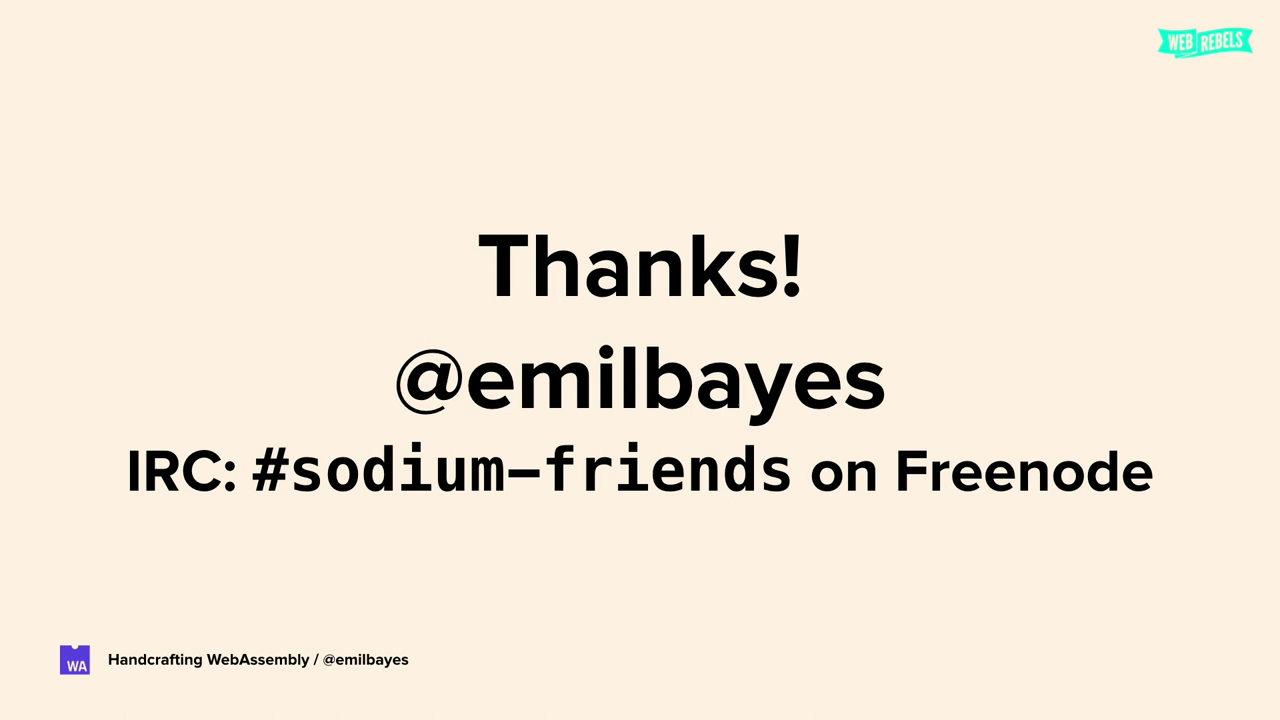 WEB REBELS
Thanks!
@emilbayes
IRC: #sodium-friends on Freenode
WA
Handcrafting WebAssembly / @emilbayes